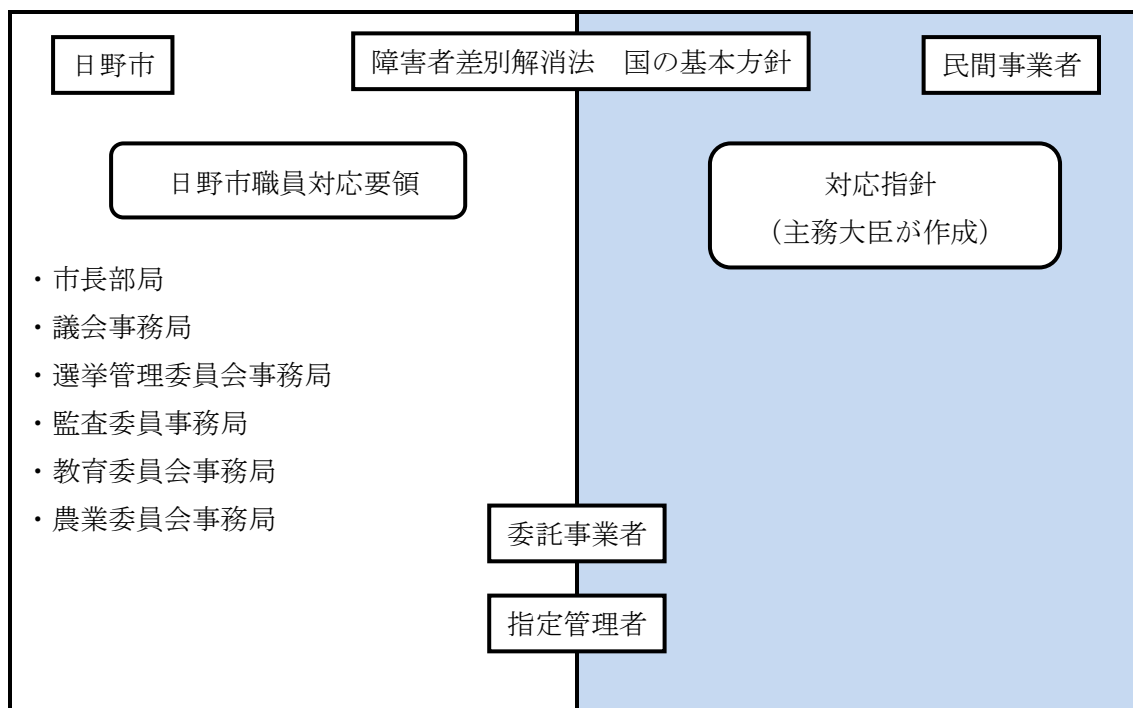 日野市
障害者差別解消法　国の基本方針
民間事業者
日野市職員対応要領
対応指針
（主務大臣が作成）
・市長部局
・議会事務局
・選挙管理委員会事務局
・監査委員事務局
・教育委員会事務局
・農業委員会事務局
委託事業者
指定管理者